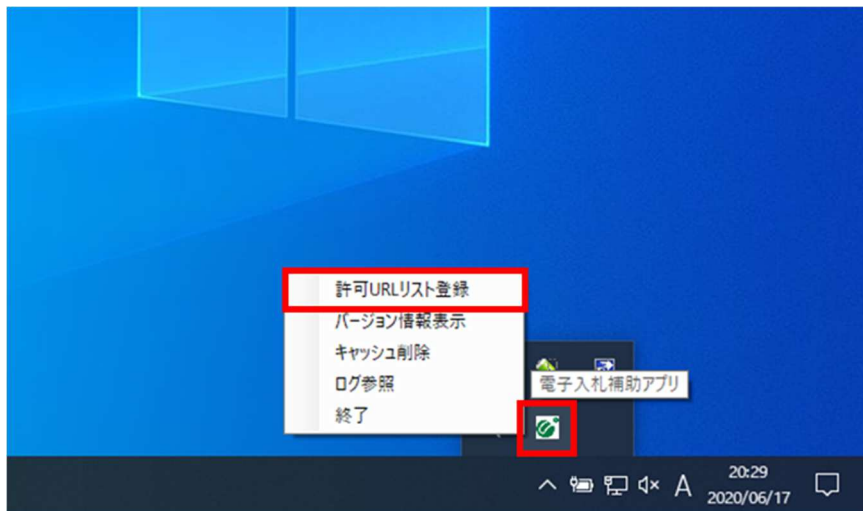 許可URLリスト登録
バージョン情報表示
キャッシュ削除
ログ参照
終了
電子入札補助アプリ
A
20:29
2020/06/17